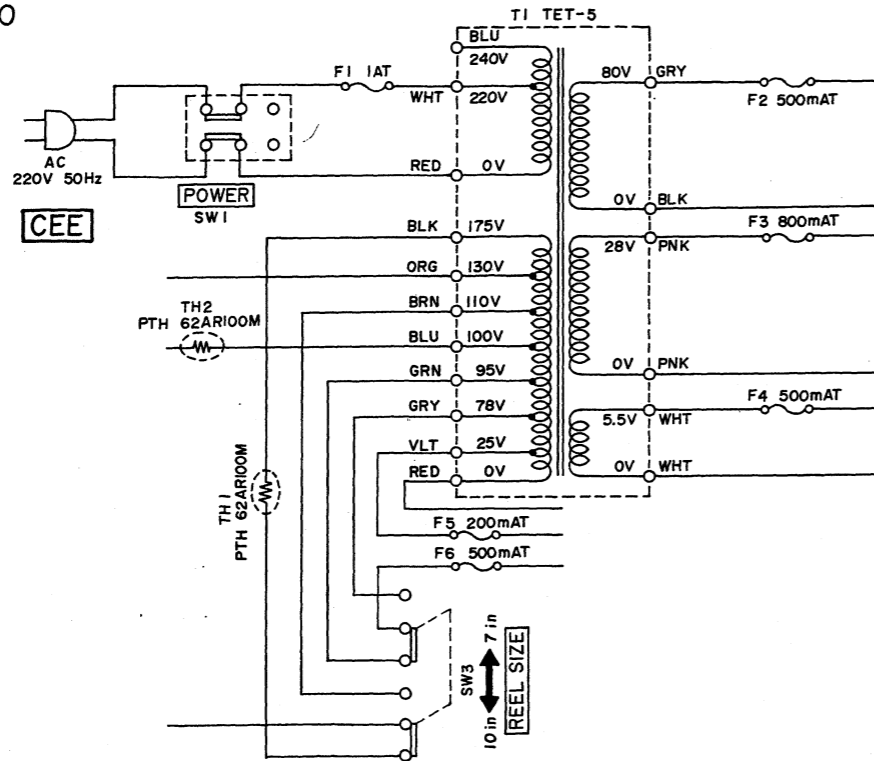 O
T1 TET-5
BLU
240V
F1 1AT
WHT
220V
80V
GRY
F2 500mAT
AC
220V 50Hz
RED
0V
POWER
SW1
0V
BLK
CEE
BLK
175V
F3 800mAT
28V
PNK
ORG
130V
TH2
PTH 62AR100M
BRN
110V
BLU
100V
GRN
95V
0V
PNK
F4 500mAT
GRY
78V
5.5V
WHT
VLT
25V
RED
0V
0V
WHT
TH1
PTH 62AR100M
F5 200mAT
F6 500mAT
SW3
10 in
7 in
REEL SIZE